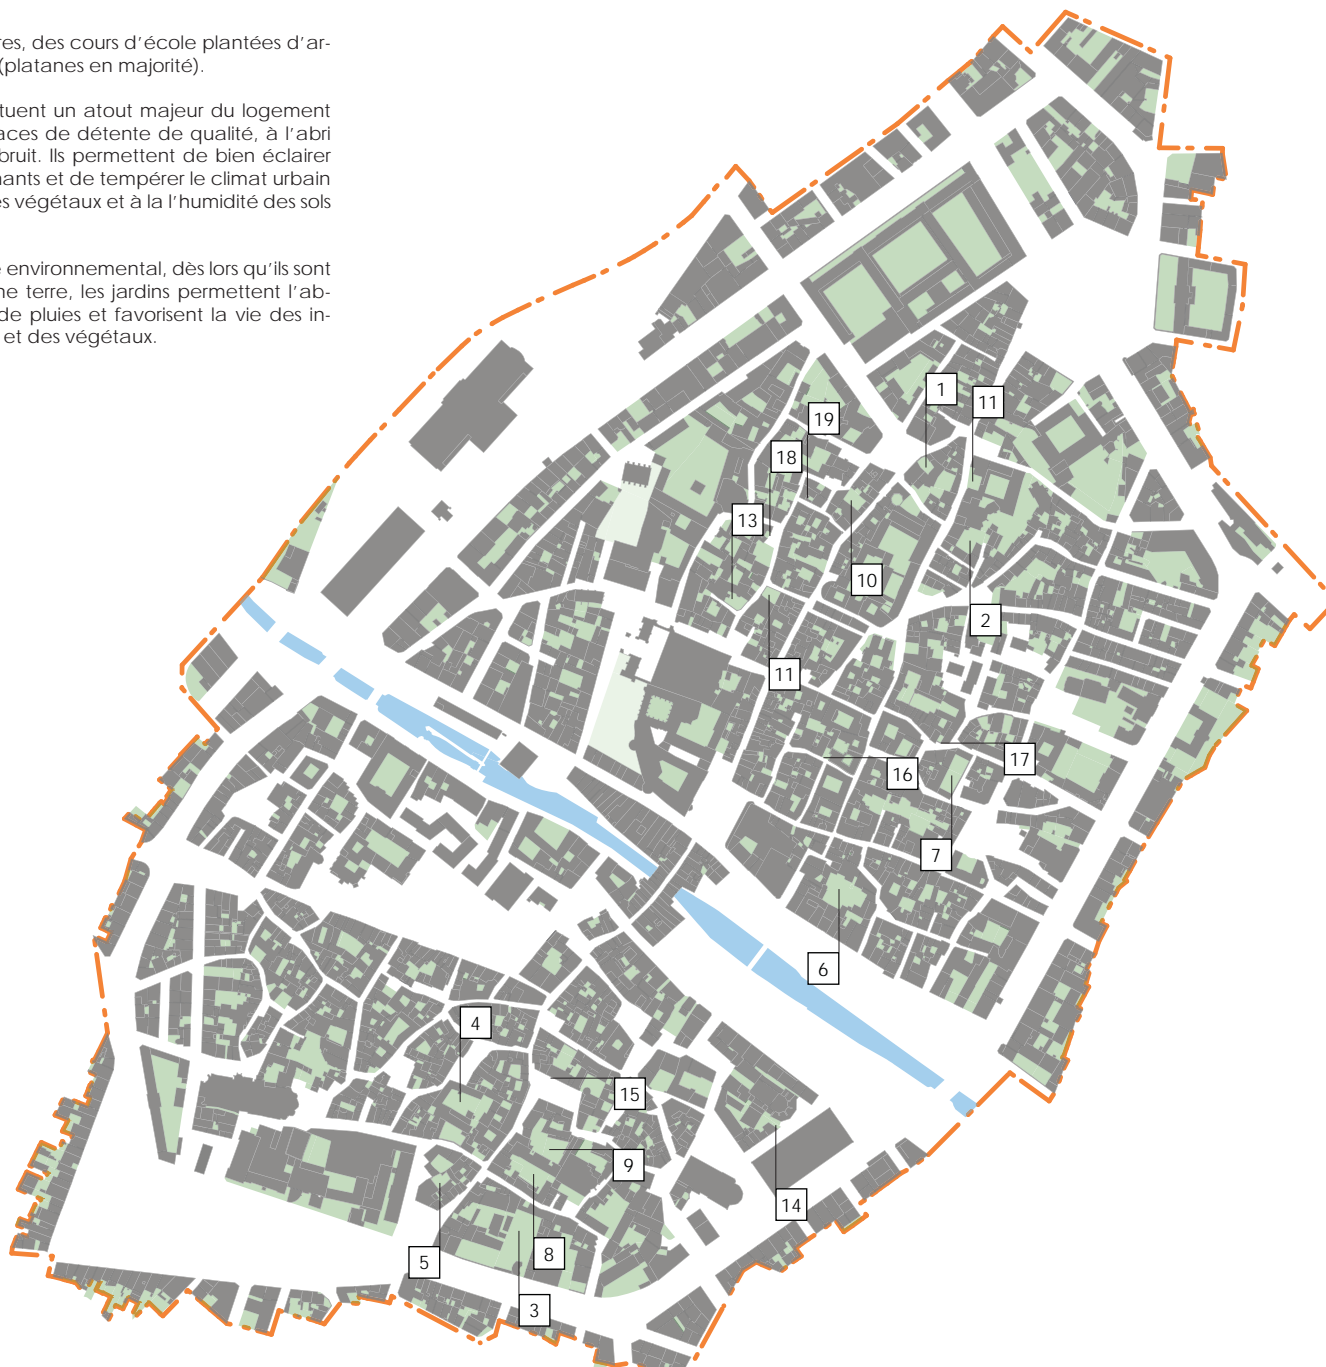 res, des cours d'école plantées d'ar-
(platanes en majorité).
tuent un atout majeur du logement
aces de détente de qualité, à l'abri
bruit. Ils permettent de bien éclairer
nants et de tempérer le climat urbain
es végétaux et à la l'humidité des sols
e environnemental, dès lors qu'ils sont
ne terre, les jardins permettent l'ab-
de pluies et favorisent la vie des in-
et des végétaux.
1
11
19
18
13
10
2
11
17
16
7
6
4
15
9
14
5
8
3